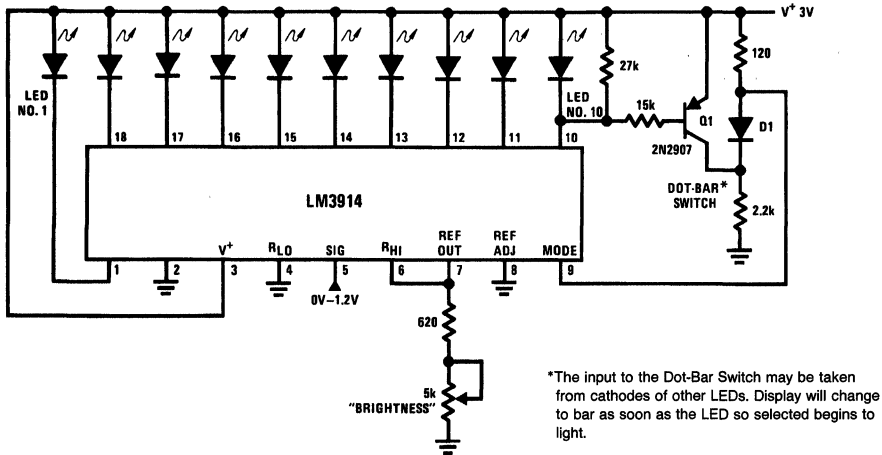 V+ 3V
LED
NO. 1
LED
NO. 10
27k
15k
120
Q1
2N2907
D1
DOT-BAR*
SWITCH
2.2k
18
17
16
15
14
13
12
11
10
LM3914
V+
RLO
SIG
RHI
REF
OUT
REF
ADJ
MODE
1
2
3
4
5
6
7
8
9
0V–1.2V
620
5k
"BRIGHTNESS"
*The input to the Dot-Bar Switch may be taken
from cathodes of other LEDs. Display will change
to bar as soon as the LED so selected begins to
light.